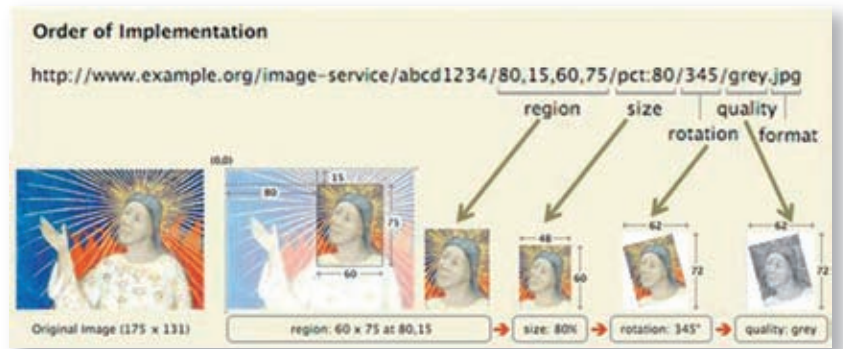 Order of Implementation
http://www.example.org/image-service/abcd1234/80,15,60,75/pct:80/345/grey.jpg
region size quality
rotation format
(0,0)
15
80
75
60
48
60
62
72
62
72
Original Image (175 x 131)
region: 60 x 75 at 80,15
size: 80%
rotation: 345°
quality: grey